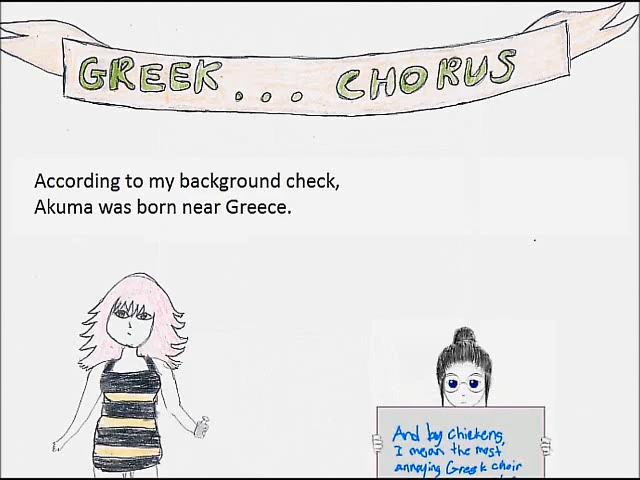 GREEK... CHORUS
According to my background check,
Akuma was born near Greece.
And by chickens,
I mean the most
annoying Greek choir